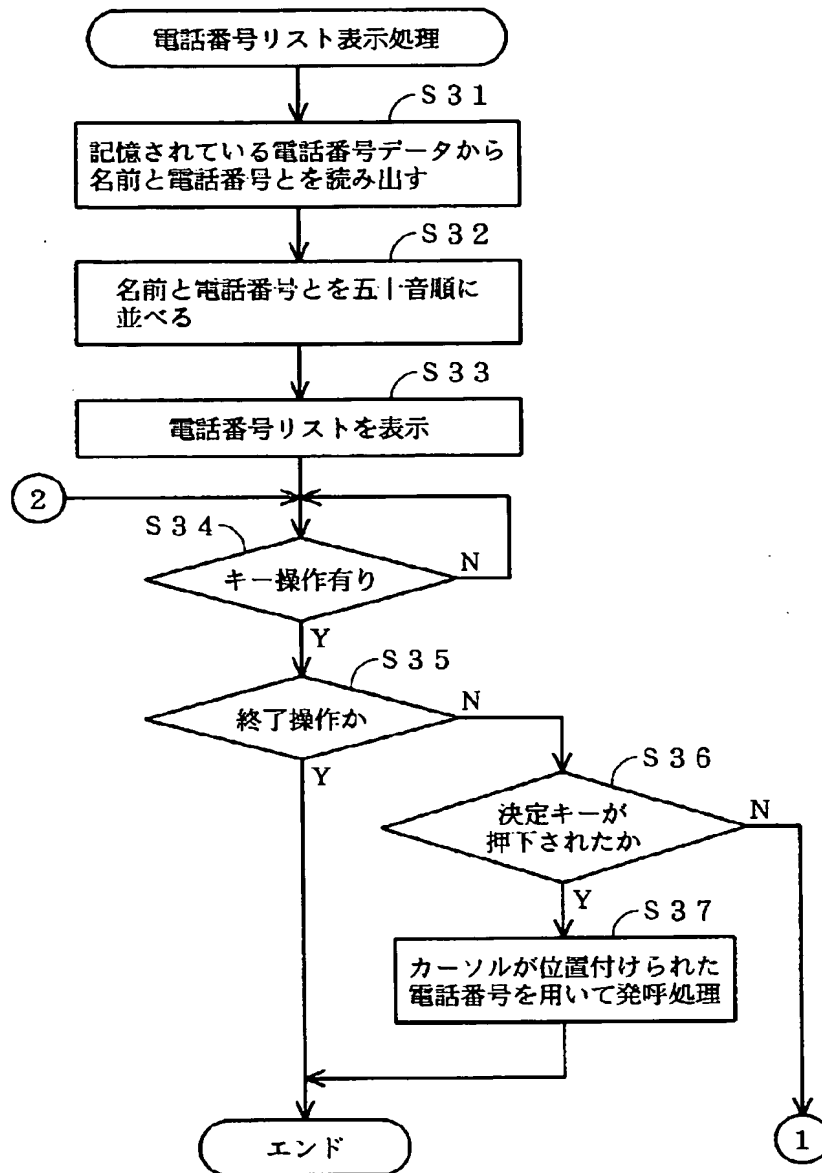 電話番号リスト表示処理
S31
記憶されている電話番号データから
名前と電話番号とを読み出す
S32
名前と電話番号とを五十音順に
並べる
S33
電話番号リストを表示
2
S34
キー操作有り
N
Y
S35
終了操作か
N
Y
S36
決定キーが
押下されたか
N
Y
S37
カーソルが位置付けられた
電話番号を用いて発呼処理
エンド
1